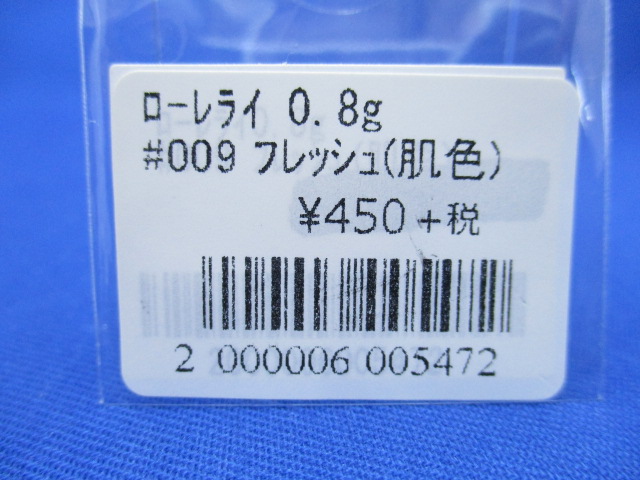 ﾛｰﾚﾗｲ 0.8g
#009 ﾌﾚｯｼｭ(肌色)
¥450+税
2 000006 005472